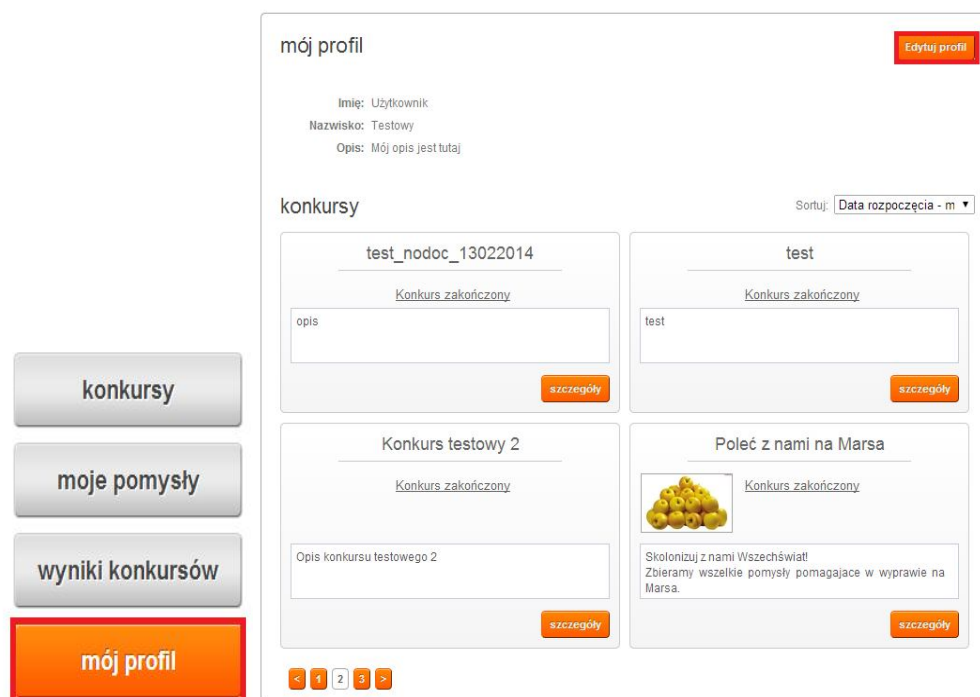 mój profil
Edytuj profil
Imię: Użytkownik
Nazwisko: Testowy
Opis: Mój opis jest tutaj
konkursy
Sortuj: Data rozpoczęcia - m
test_nodoc_13022014
Konkurs zakończony
opis
szczegóły
test
Konkurs zakończony
test
szczegóły
Konkurs testowy 2
Konkurs zakończony
Opis konkursu testowego 2
szczegóły
Poleć z nami na Marsa
Konkurs zakończony
Skolonizuj z nami Wszechświat!
Zbieramy wszelkie pomysły pomagajace w wyprawie na
Marsa.
szczegóły
< 1 2 3 >
konkursy
moje pomysły
wyniki konkursów
mój profil